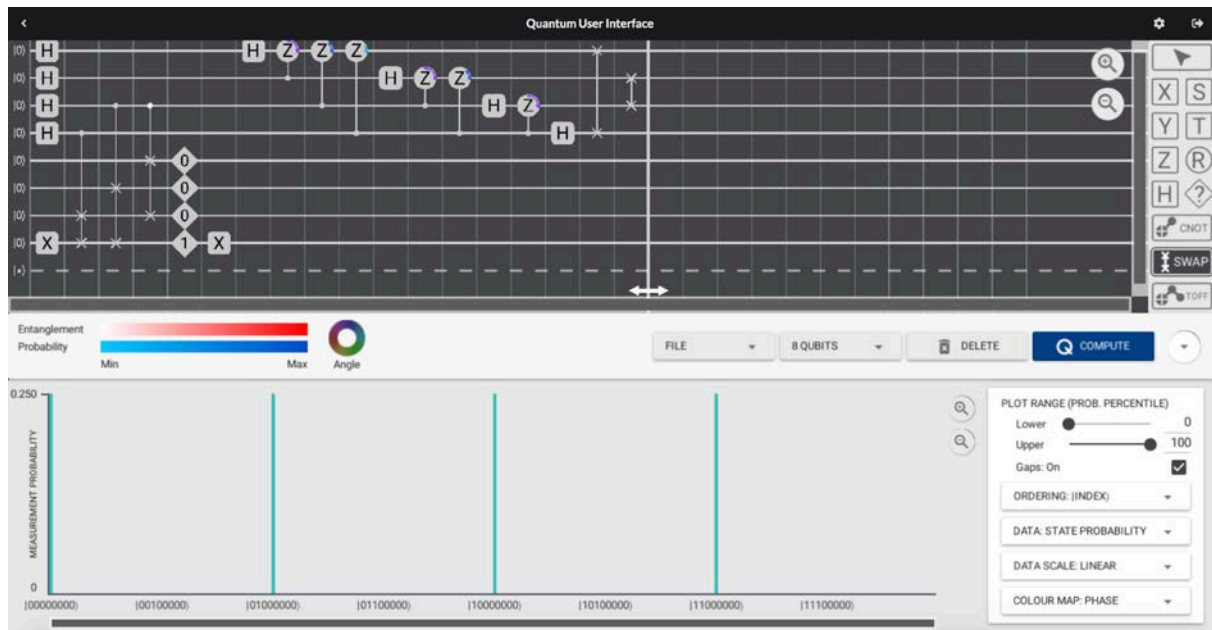 Quantum User Interface
|0⟩ H H Z Z Z
|0⟩ H H Z Z
|0⟩ H H Z
|0⟩ H H
|0⟩ 0
|0⟩ 0
|0⟩ 0
|0⟩ X 1 X
X S
Y T
Z R
H ?
CNOT
SWAP
TOFF
Entanglement
Probability
Min Max Angle
FILE 8 QUBITS DELETE COMPUTE
0.250
MEASUREMENT PROBABILITY
0
|00000000⟩ |00100000⟩ |01000000⟩ |01100000⟩ |10000000⟩ |10100000⟩ |11000000⟩ |11100000⟩
PLOT RANGE (PROB. PERCENTILE)
Lower 0
Upper 100
Gaps: On
ORDERING: |INDEX⟩
DATA: STATE PROBABILITY
DATA SCALE: LINEAR
COLOUR MAP: PHASE